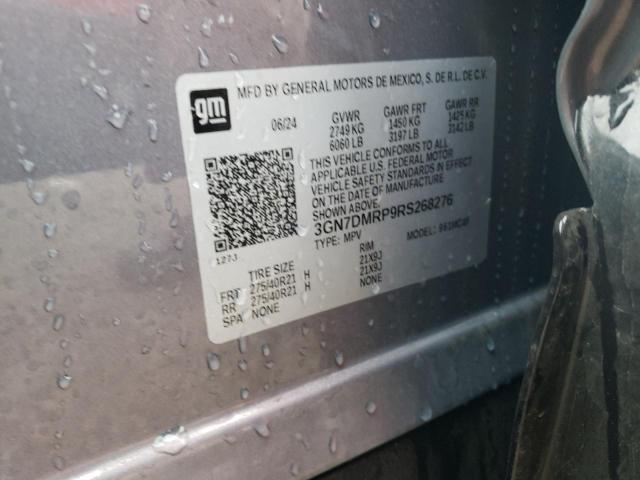 gm
MFD BY GENERAL MOTORS DE MEXICO, S. DE R.L. DE C.V.
06/24 GVWR GAWR FRT GAWR RR
2749 KG 1450 KG 1425 KG
6060 LB 3197 LB 3142 LB
THIS VEHICLE CONFORMS TO ALL
APPLICABLE U.S. FEDERAL MOTOR
VEHICLE SAFETY STANDARDS IN EFFECT
ON THE DATE OF MANUFACTURE
SHOWN ABOVE.
3GN7DMRP9RS268276
TYPE: MPV MODEL:
1273
TIRE SIZE RIM
FRT 275/40R21 H 21X9J
RR 275/40R21 H 21X9J
SPA NONE NONE